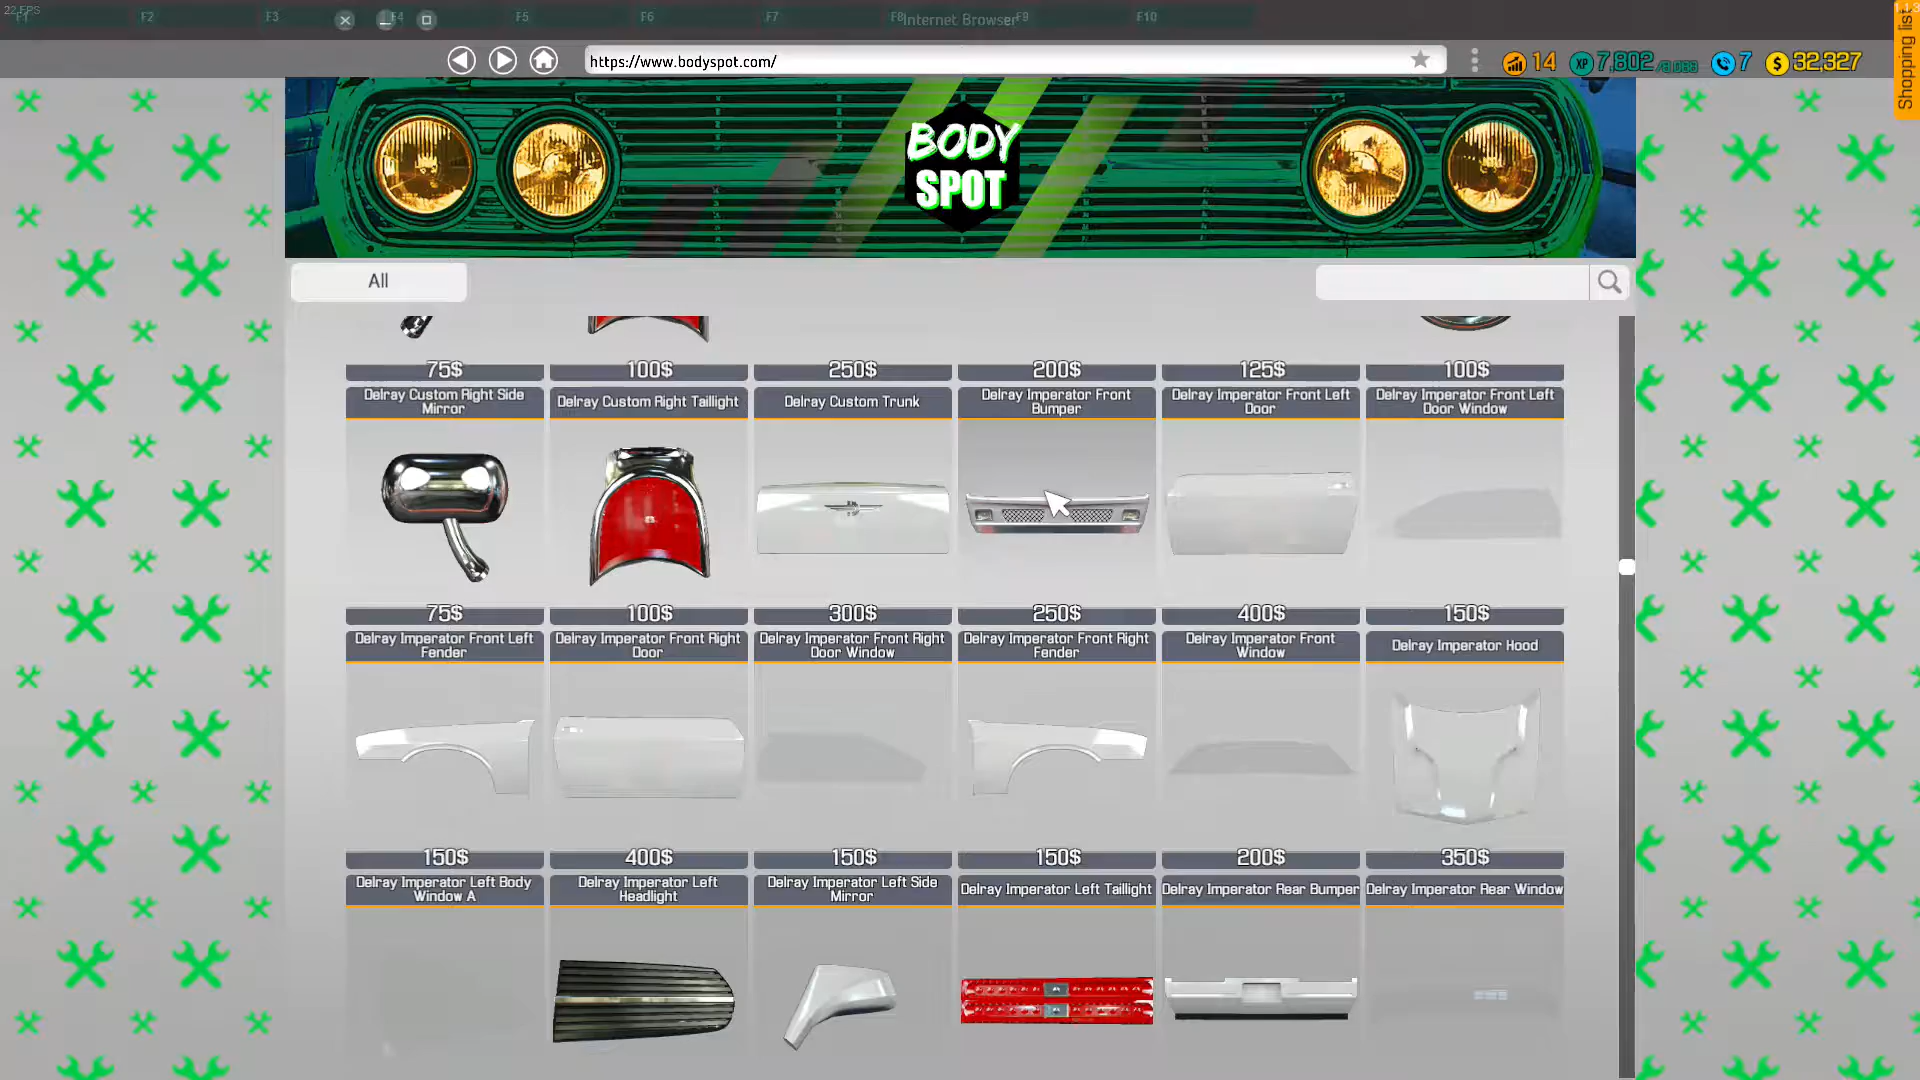 22 FPS
F1 F2 F3 F4 F5 F6 F7 F8 F9 F10
Internet Browser
1.1.3
Shopping list
https://www.bodyspot.com/
14 XP 7,802 7 $ 32,327
BODY
SPOT
All
75$ 100$ 250$ 200$ 125$ 100$
Delray Custom Right Side
Mirror
Delray Custom Right Taillight
Delray Custom Trunk
Delray Imperator Front
Bumper
Delray Imperator Front Left
Door
Delray Imperator Front Left
Door Window
75$ 100$ 300$ 250$ 400$ 150$
Delray Imperator Front Left
Fender
Delray Imperator Front Right
Door
Delray Imperator Front Right
Door Window
Delray Imperator Front Right
Fender
Delray Imperator Front
Window
Delray Imperator Hood
150$ 400$ 150$ 150$ 200$ 350$
Delray Imperator Left Body
Window A
Delray Imperator Left
Headlight
Delray Imperator Left Side
Mirror
Delray Imperator Left Taillight
Delray Imperator Rear Bumper
Delray Imperator Rear Window